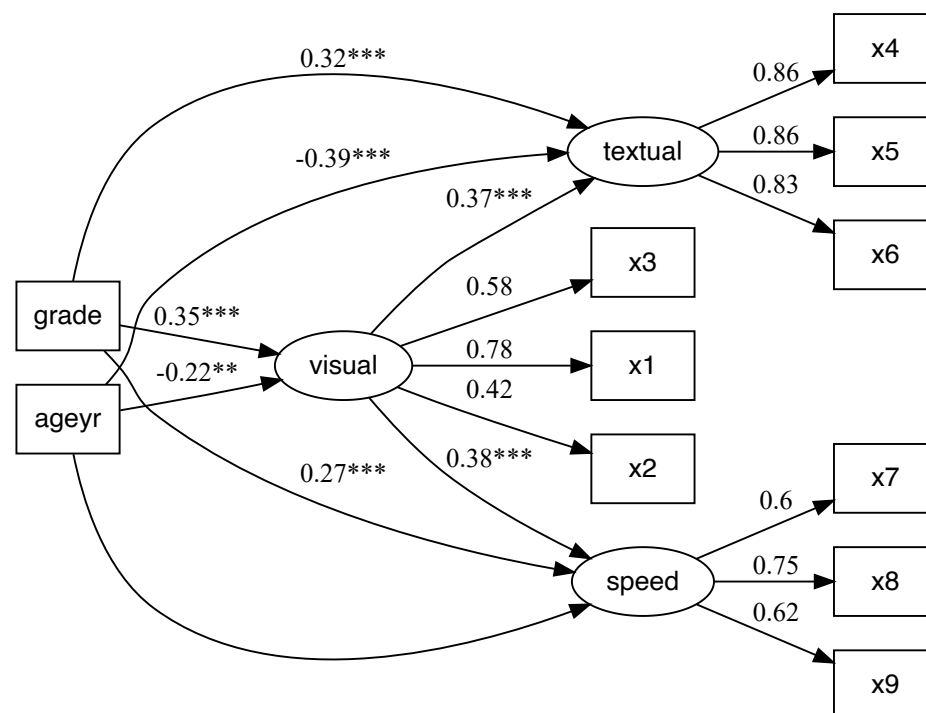 0.32***
x4
0.86
-0.39***
textual
0.86
x5
0.37***
0.83
x6
x3
0.58
grade
0.35***
visual
0.78
x1
-0.22**
0.42
ageyr
x2
0.27***
0.38***
x7
0.6
speed
0.75
x8
0.62
x9